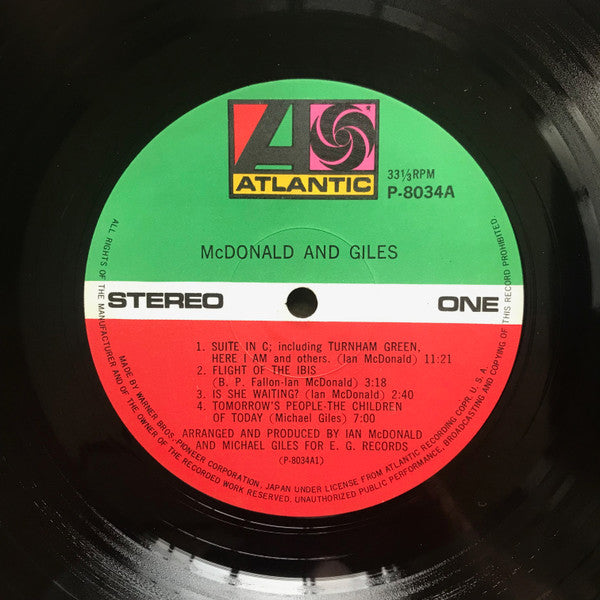 ATLANTIC
33⅓ RPM
P-8034A
McDONALD AND GILES
STEREO
ONE
1. SUITE IN C; including TURNHAM GREEN,
HERE I AM and others. (Ian McDonald) 11:21
2. FLIGHT OF THE IBIS
(B. P. Fallon-Ian McDonald) 3:18
3. IS SHE WAITING? (Ian McDonald) 2:40
4. TOMORROW'S PEOPLE-THE CHILDREN
OF TODAY (Michael Giles) 7:00
ARRANGED AND PRODUCED BY IAN McDONALD
AND MICHAEL GILES FOR E. G. RECORDS
(P-8034A1)
MADE BY WARNER BROS. PIONEER CORPORATION, JAPAN UNDER LICENSE FROM ATLANTIC RECORDING CORP. U. S. A.
ALL RIGHTS OF THE MANUFACTURER AND OF THE OWNER OF THE RECORDED WORK RESERVED. UNAUTHORIZED PUBLIC PERFORMANCE, BROADCASTING AND COPYING OF THIS RECORD PROHIBITED.